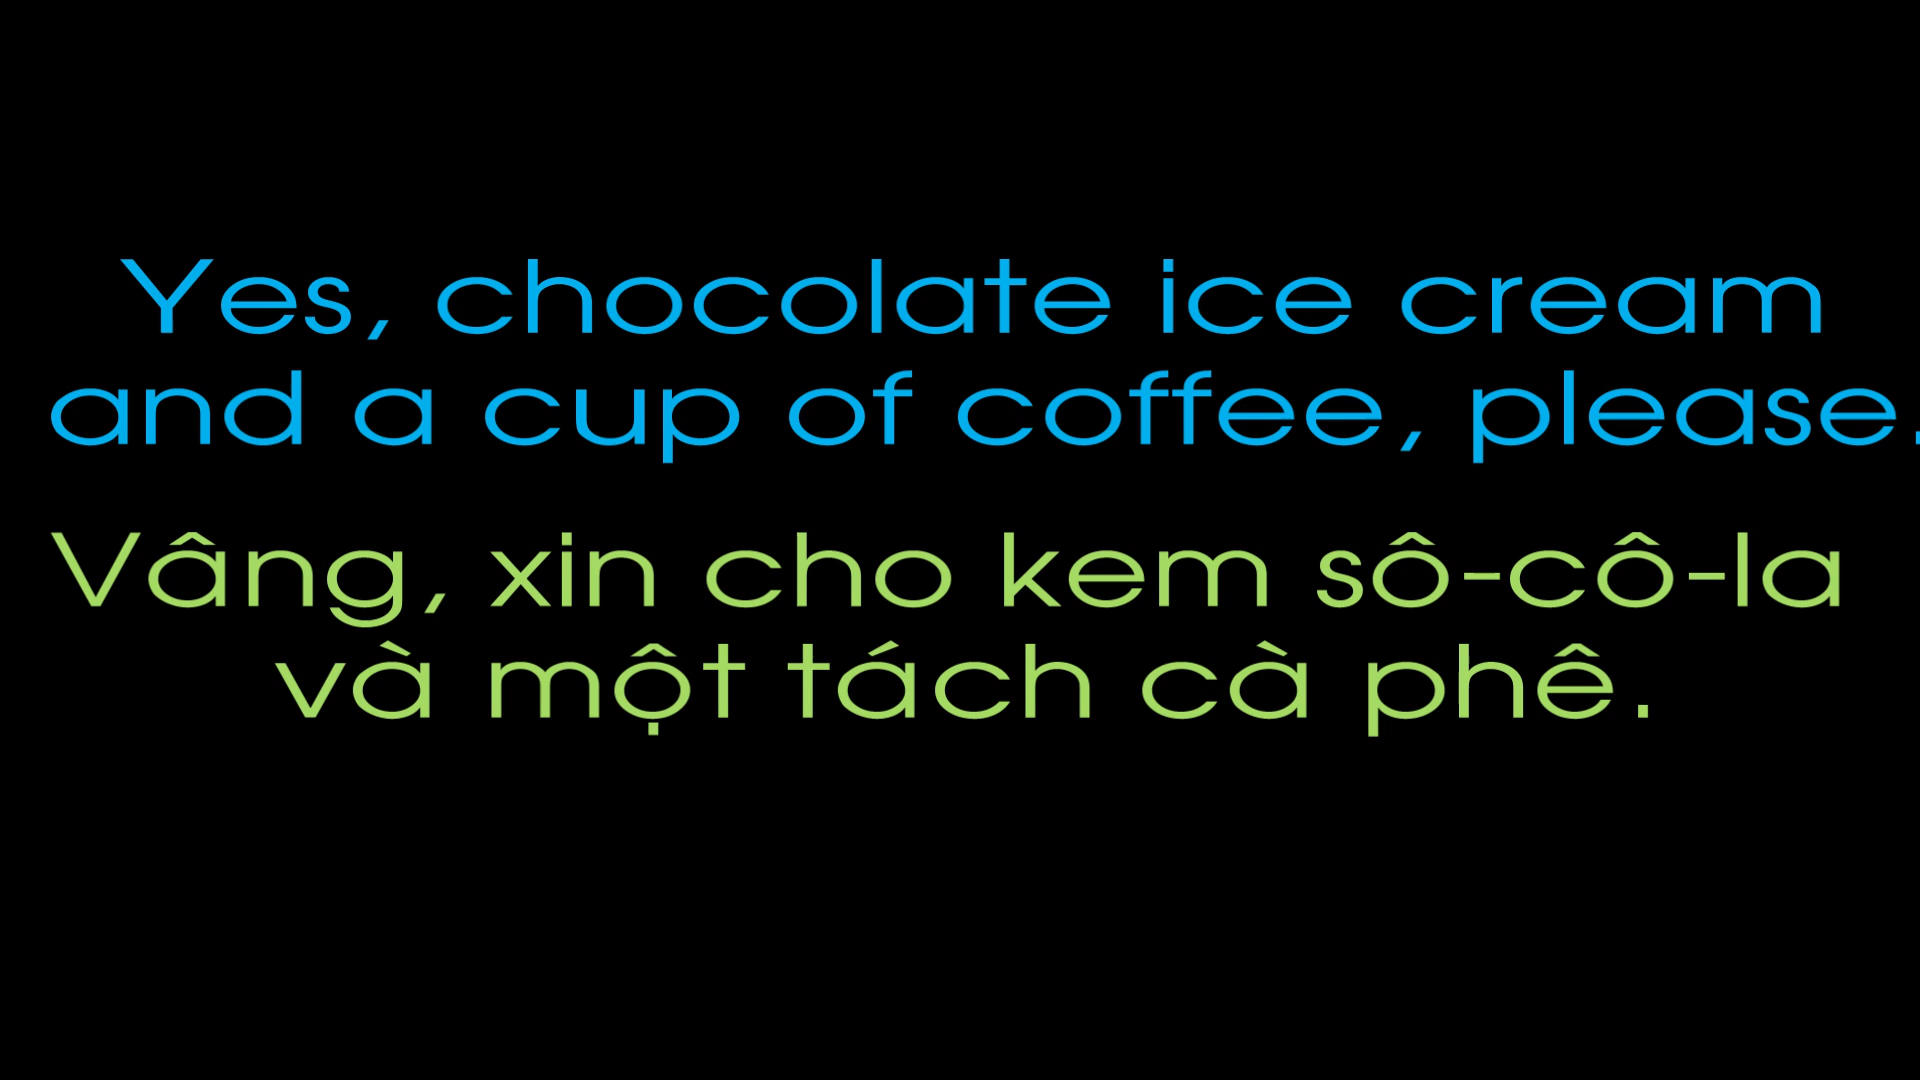 Yes, chocolate ice cream
and a cup of coffee, please.
Vâng, xin cho kem sô-cô-la
và một tách cà phê.